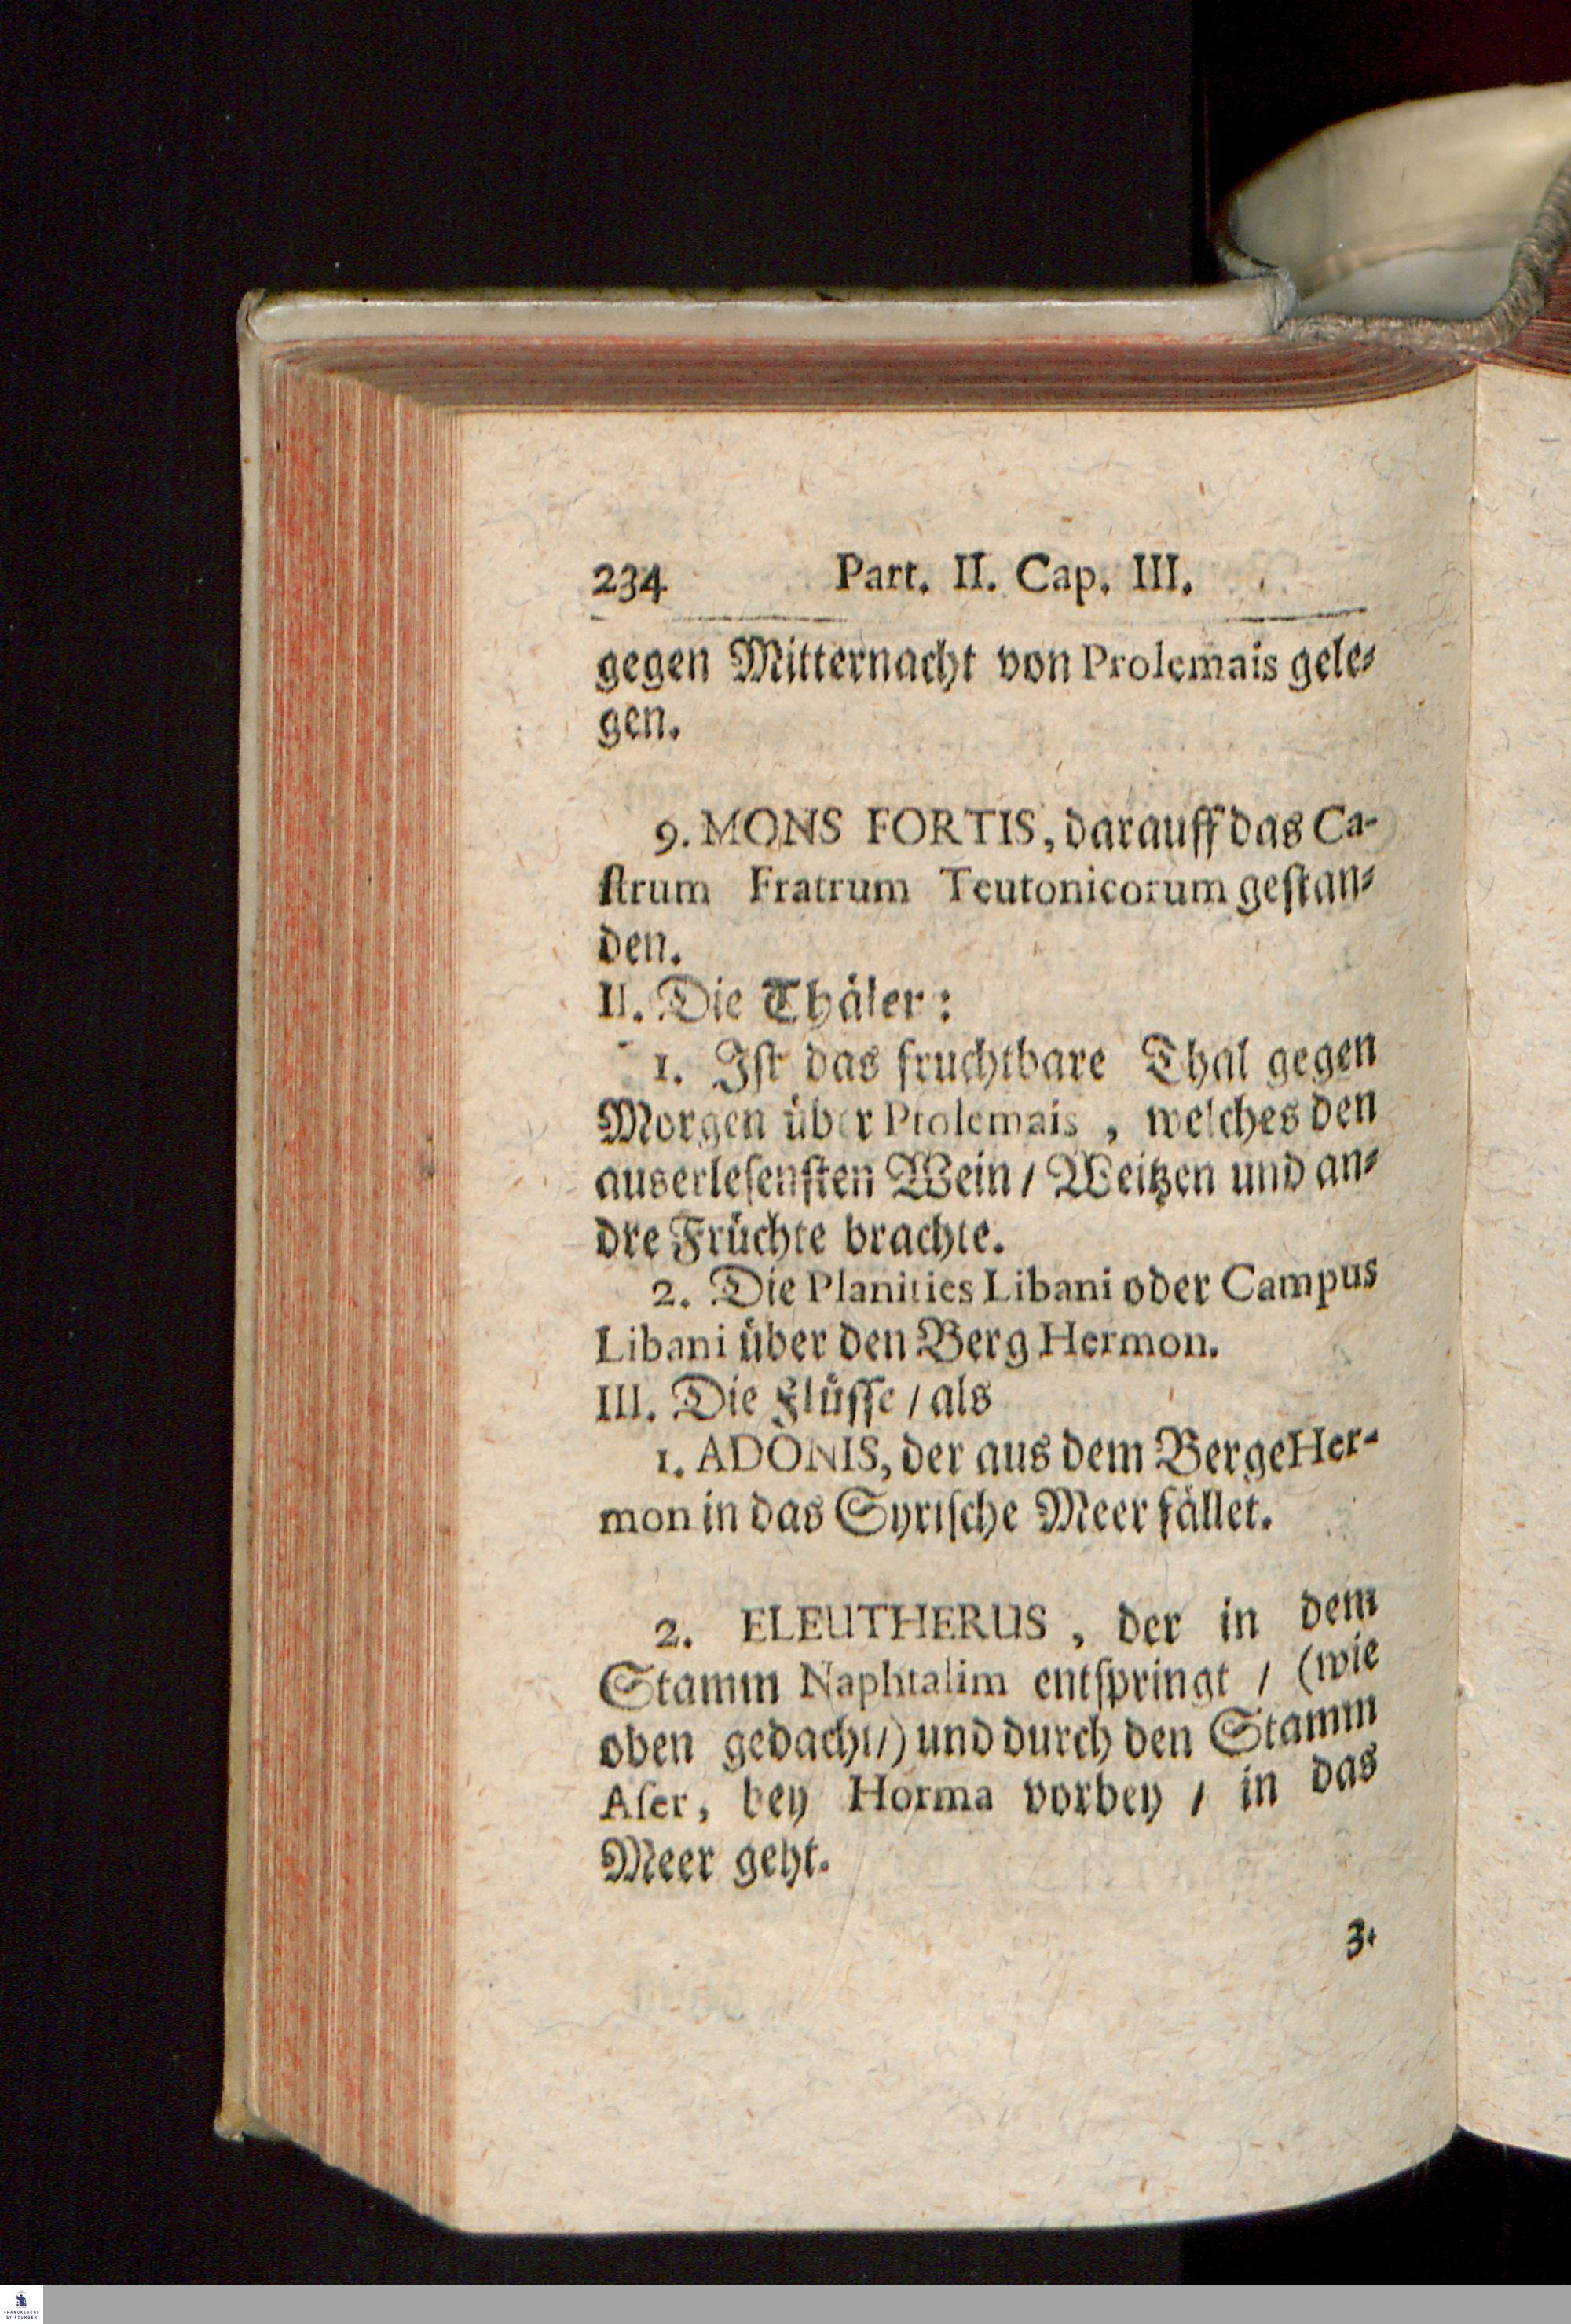 234 Part. II. Cap. III.
gegen Mitternacht von Prolemais gele⸗
gen.
9. MONS FORTIS, darauff das Ca-
ſtrum Fratrum Teutonicorum geſtan⸗
den.
II. Die Thäler:
1. Iſt das fruchtbare Thal gegen
Morgen über Ptolemais, welches den
auserleſenſten Wein / Weitzen und an⸗
dre Früchte brachte.
2. Die Planities Libani oder Campus
Libani über den Berg Hermon.
III. Die Flüſſe / als
1. ADONIS, der aus dem Berge Her-
mon in das Syriſche Meer fället.
2. ELEUTHERUS, der in dem
Stamm Naphtalim entſpringt / (wie
oben gedacht/) und durch den Stamm
Aſer, bey Horma vorbey / in das
Meer geht.
3.
FRANCKESCHE
STIFTUNGEN